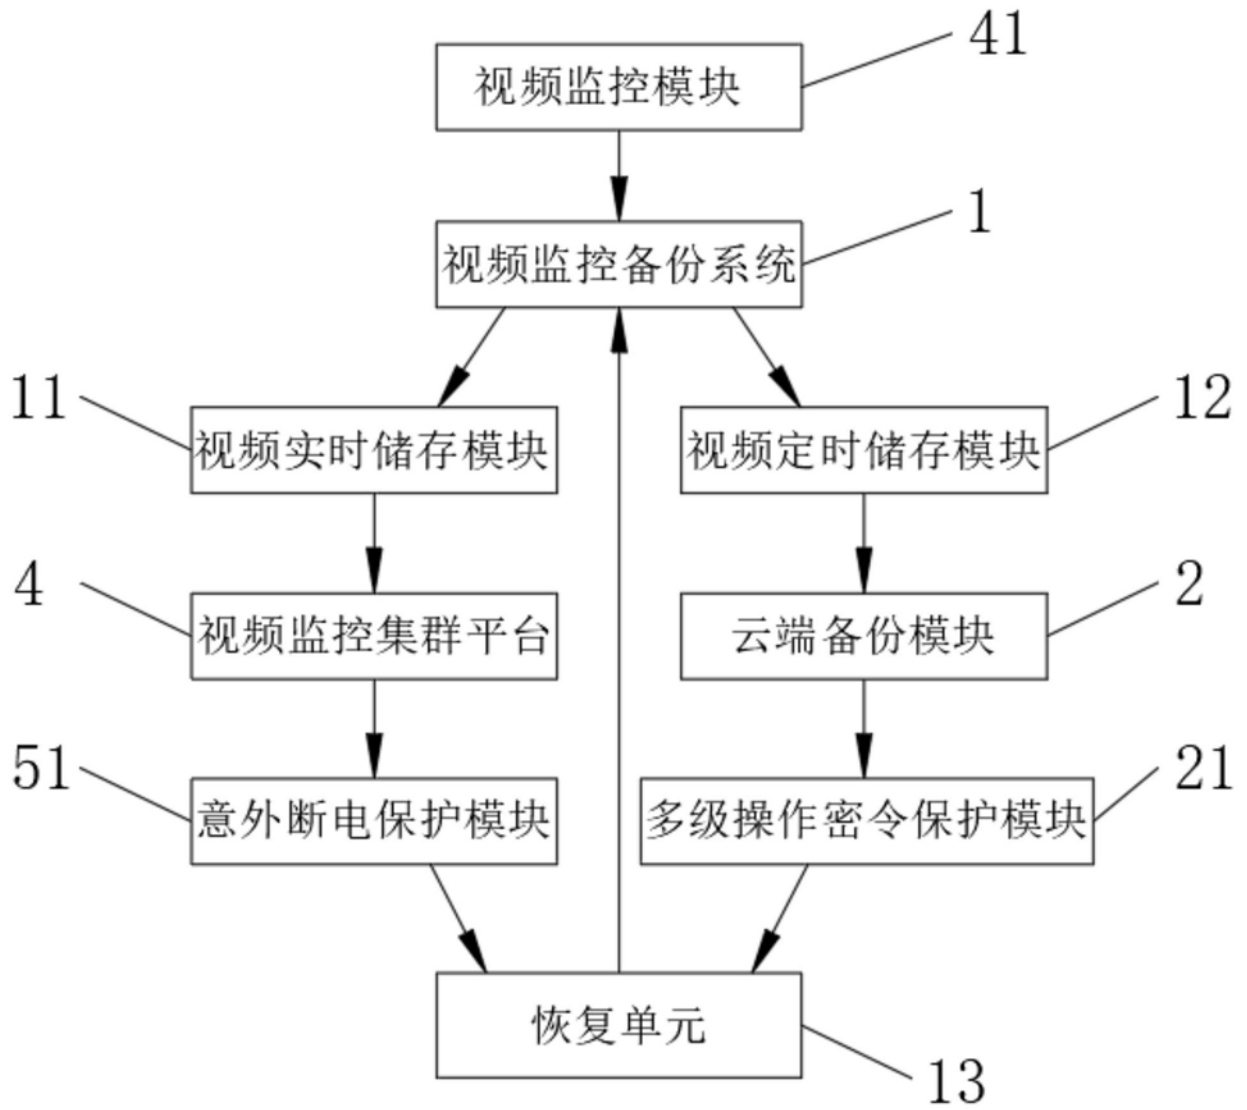 视频监控模块
41
视频监控备份系统
1
11
视频实时储存模块
视频定时储存模块
12
4
视频监控集群平台
云端备份模块
2
51
意外断电保护模块
多级操作密令保护模块
21
恢复单元
13